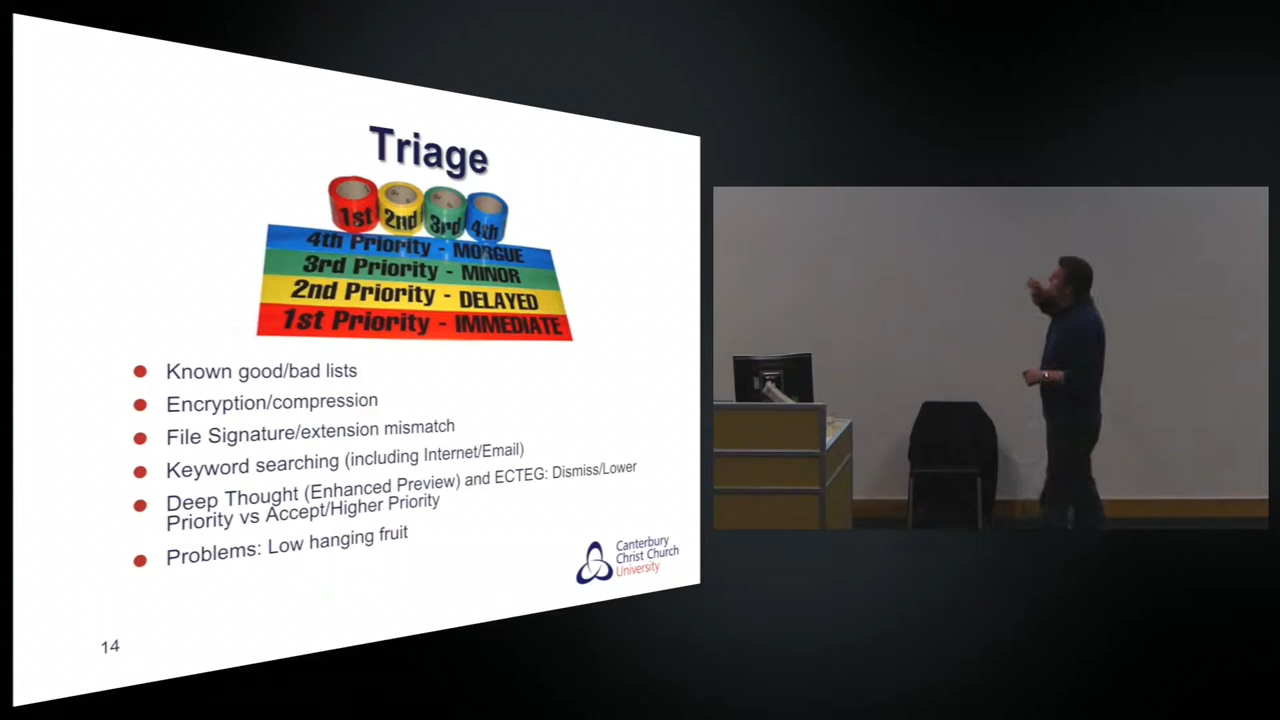 Triage
1st 2nd 3rd 4th
4th Priority - MORGUE
3rd Priority - MINOR
2nd Priority - DELAYED
1st Priority - IMMEDIATE
Known good/bad lists
Encryption/compression
File Signature/extension mismatch
Keyword searching (including Internet/Email)
Deep Thought (Enhanced Preview) and ECTEG: Dismiss/Lower
Priority vs Accept/Higher Priority
Problems: Low hanging fruit
Canterbury
Christ Church
University
14